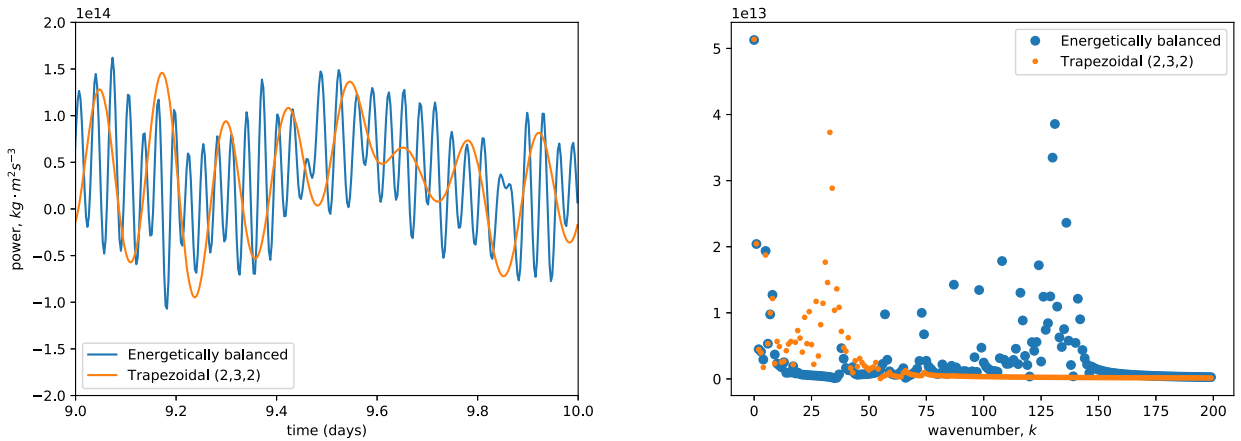 1e14
2.0
1.5
1.0
0.5
0.0
−0.5
−1.0
−1.5
−2.0
power, kg · m²s⁻³
Energetically balanced
Trapezoidal (2,3,2)
9.0 9.2 9.4 9.6 9.8 10.0
time (days)
1e13
5
4
3
2
1
0
Energetically balanced
Trapezoidal (2,3,2)
0 25 50 75 100 125 150 175 200
wavenumber, k